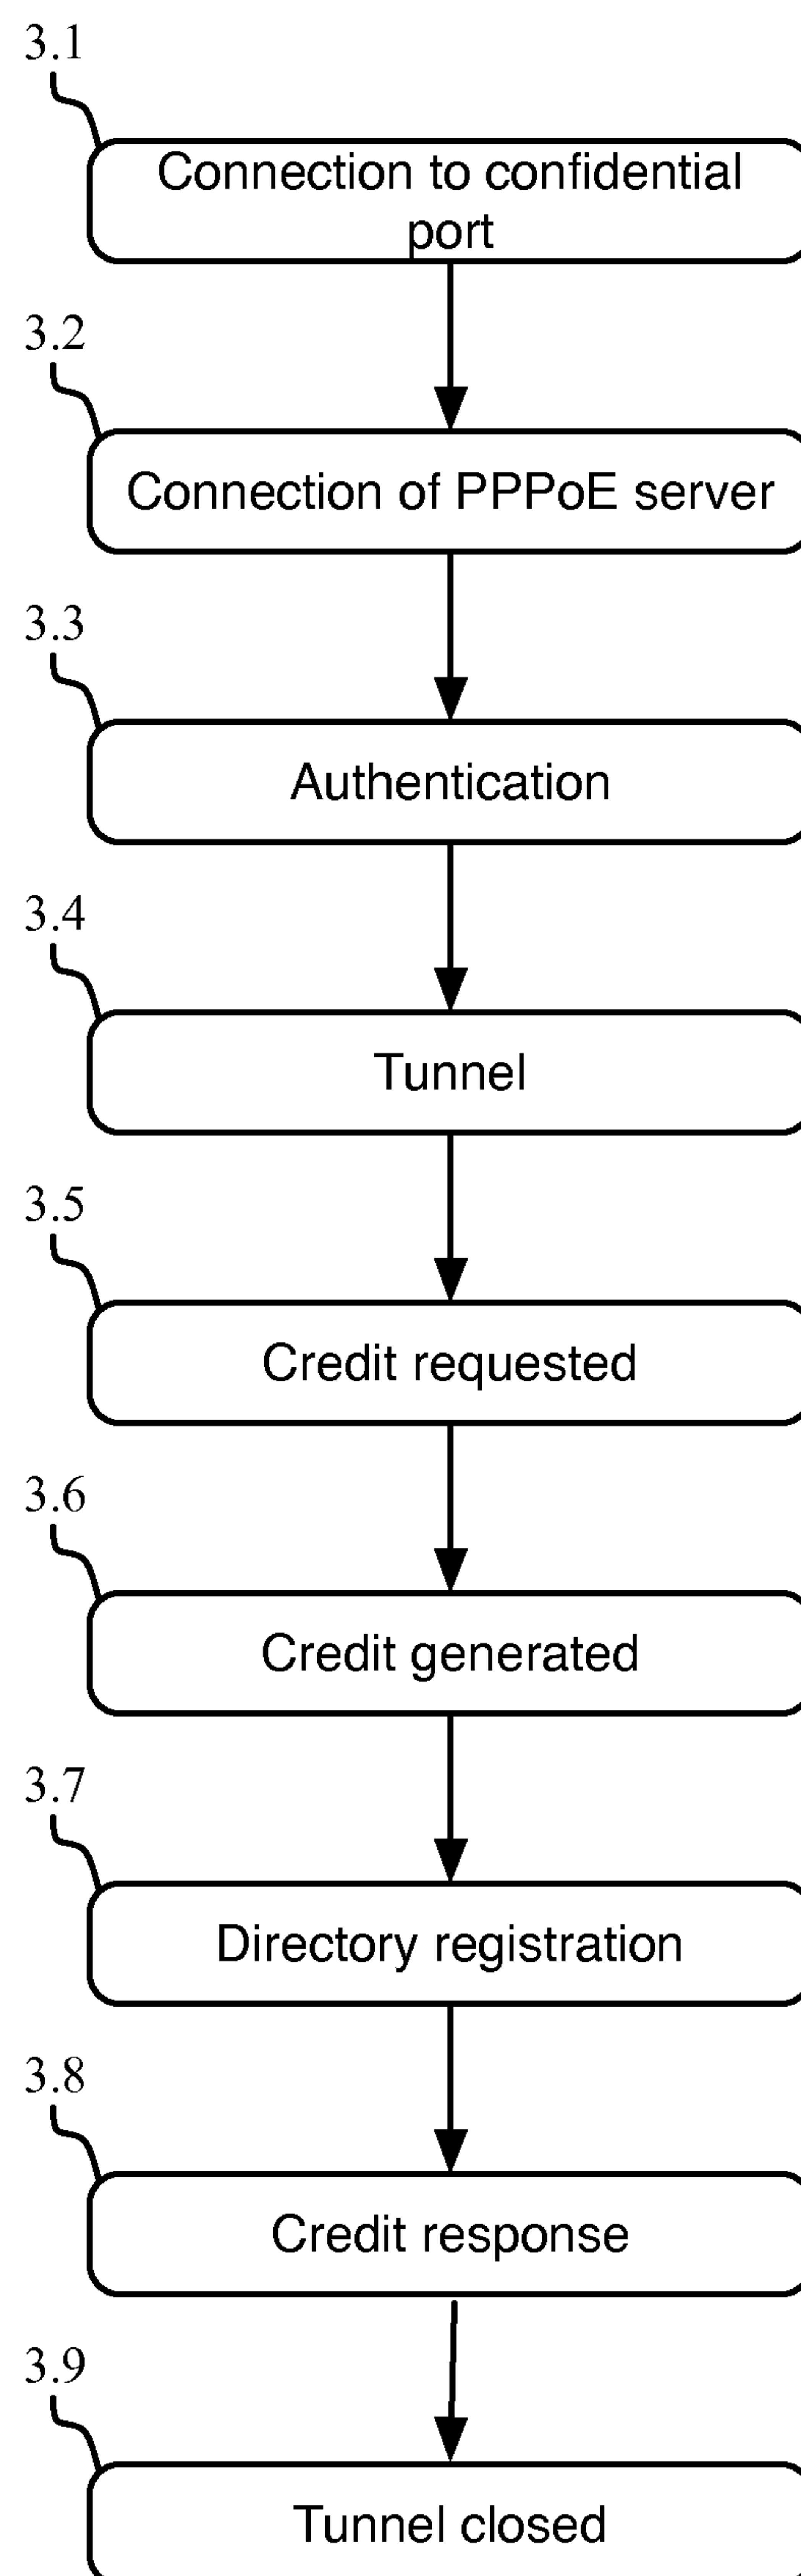 3.1
Connection to confidential
port
3.2
Connection of PPPoE server
3.3
Authentication
3.4
Tunnel
3.5
Credit requested
3.6
Credit generated
3.7
Directory registration
3.8
Credit response
3.9
Tunnel closed